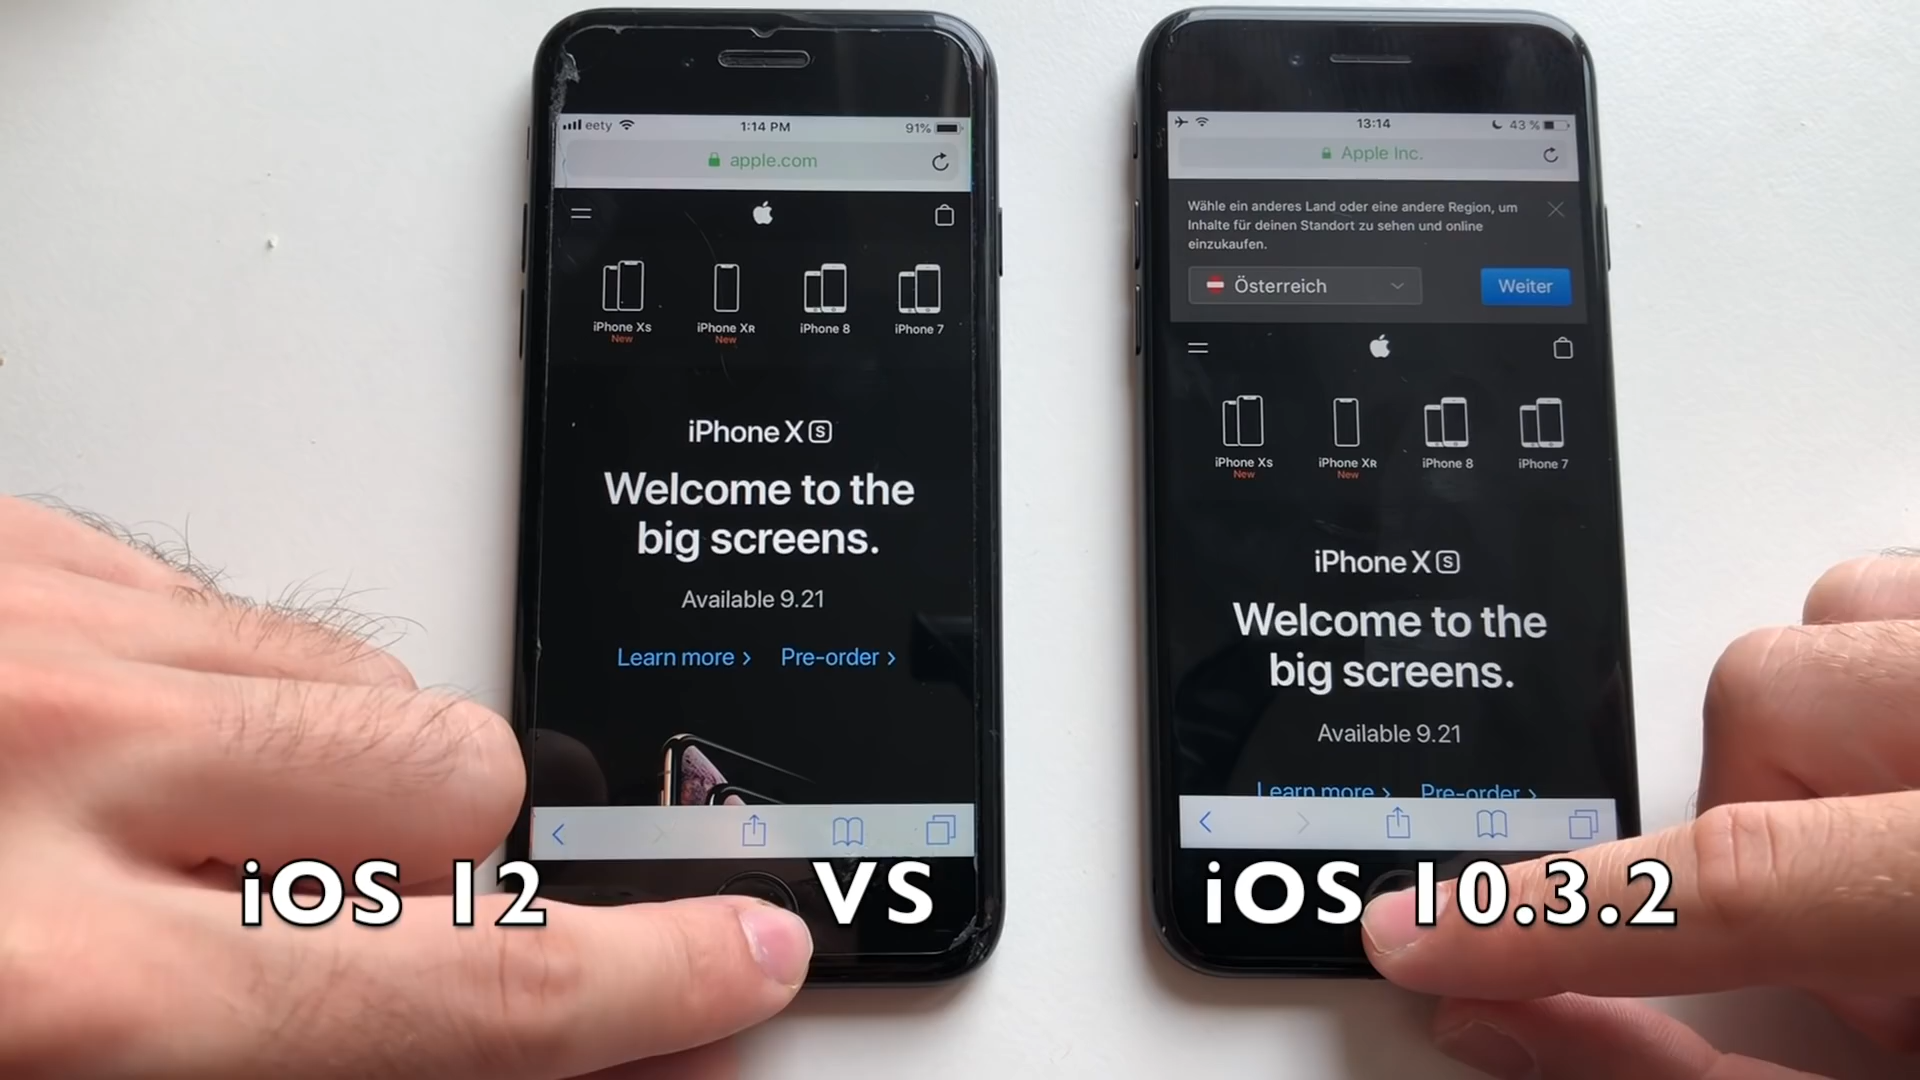 eety 1:14 PM 91%
apple.com
iPhone Xs
New
iPhone XR
New
iPhone 8
iPhone 7
iPhone X S
Welcome to the
big screens.
Available 9.21
Learn more >
Pre-order >
13:14 43 %
Apple Inc.
Wähle ein anderes Land oder eine andere Region, um
Inhalte für deinen Standort zu sehen und online
einzukaufen.
Österreich
Weiter
iPhone Xs
New
iPhone XR
New
iPhone 8
iPhone 7
iPhone X S
Welcome to the
big screens.
Available 9.21
Learn more >
Pre-order >
iOS 12 VS iOS 10.3.2